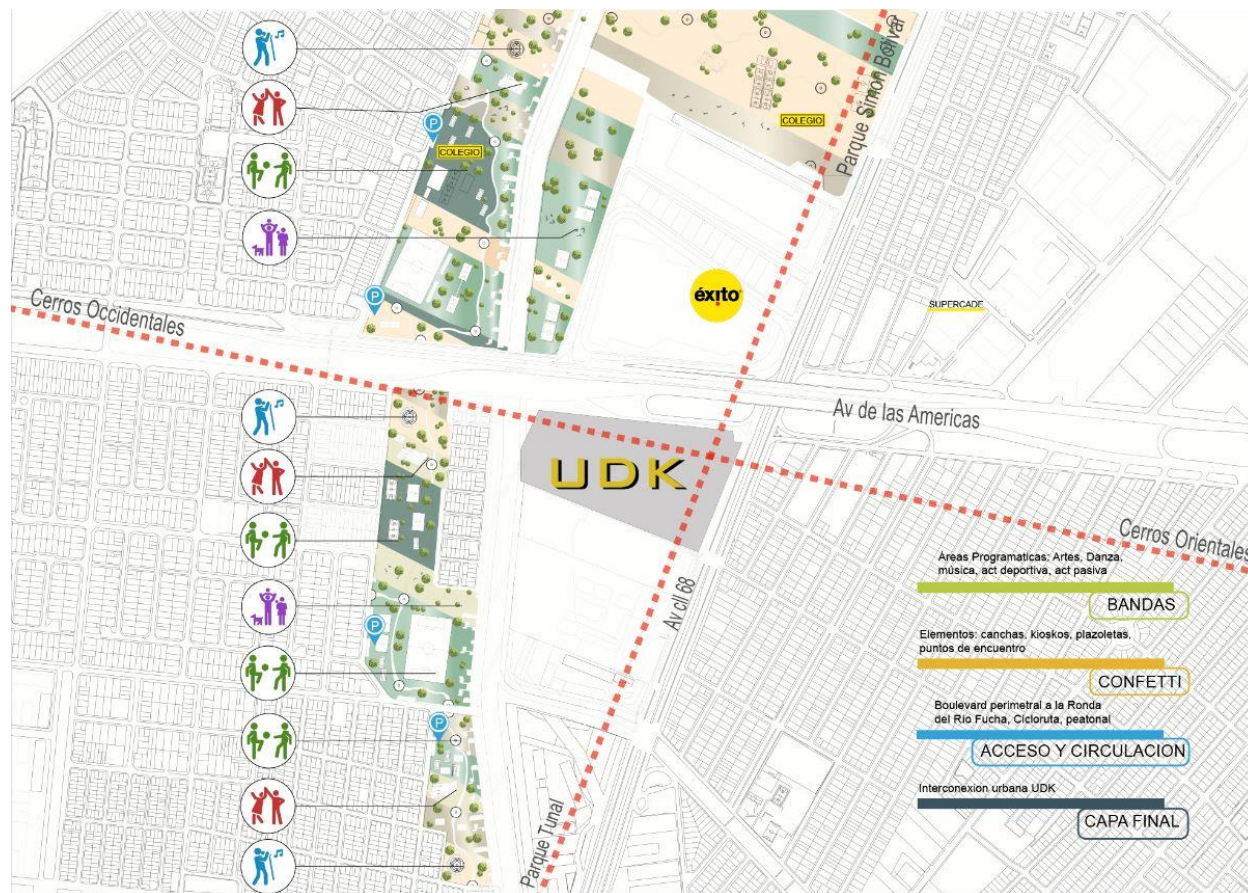 Parque Simon Bolivar
P
COLEGIO
COLEGIO
P
Cerros Occidentales
éxito
SUPERCADE
Av de las Americas
UDK
Cerros Orientales
Av cll 68
P
P
Parque Tunal
Areas Programaticas: Artes, Danza,
música, act deportiva, act pasiva
BANDAS
Elementos: canchas, kioskos, plazoletas,
puntos de encuentro
CONFETTI
Boulevard perimetral a la Ronda
del Rio Fucha, Cicloruta, peatonal
ACCESO Y CIRCULACION
Interconexion urbana UDK
CAPA FINAL